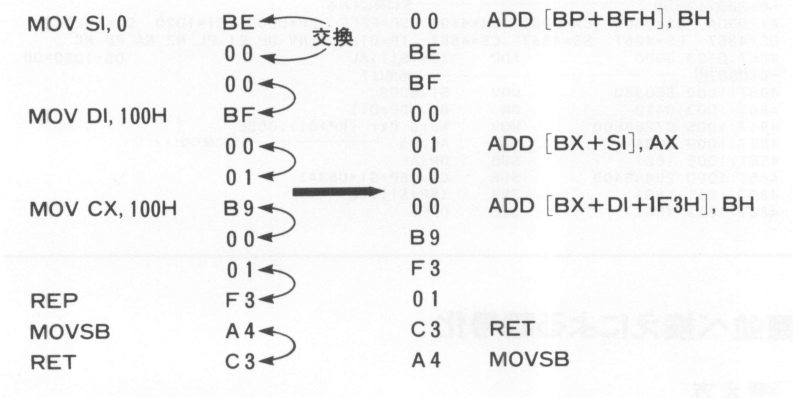 MOV SI, 0 BE 00 ADD [BP+BFH], BH
交換
00 BE
00 BF
MOV DI, 100H BF 00
00 01 ADD [BX+SI], AX
01 00
MOV CX, 100H B9 00 ADD [BX+DI+1F3H], BH
00 B9
01 F3
REP F3 01
MOVSB A4 C3 RET
RET C3 A4 MOVSB